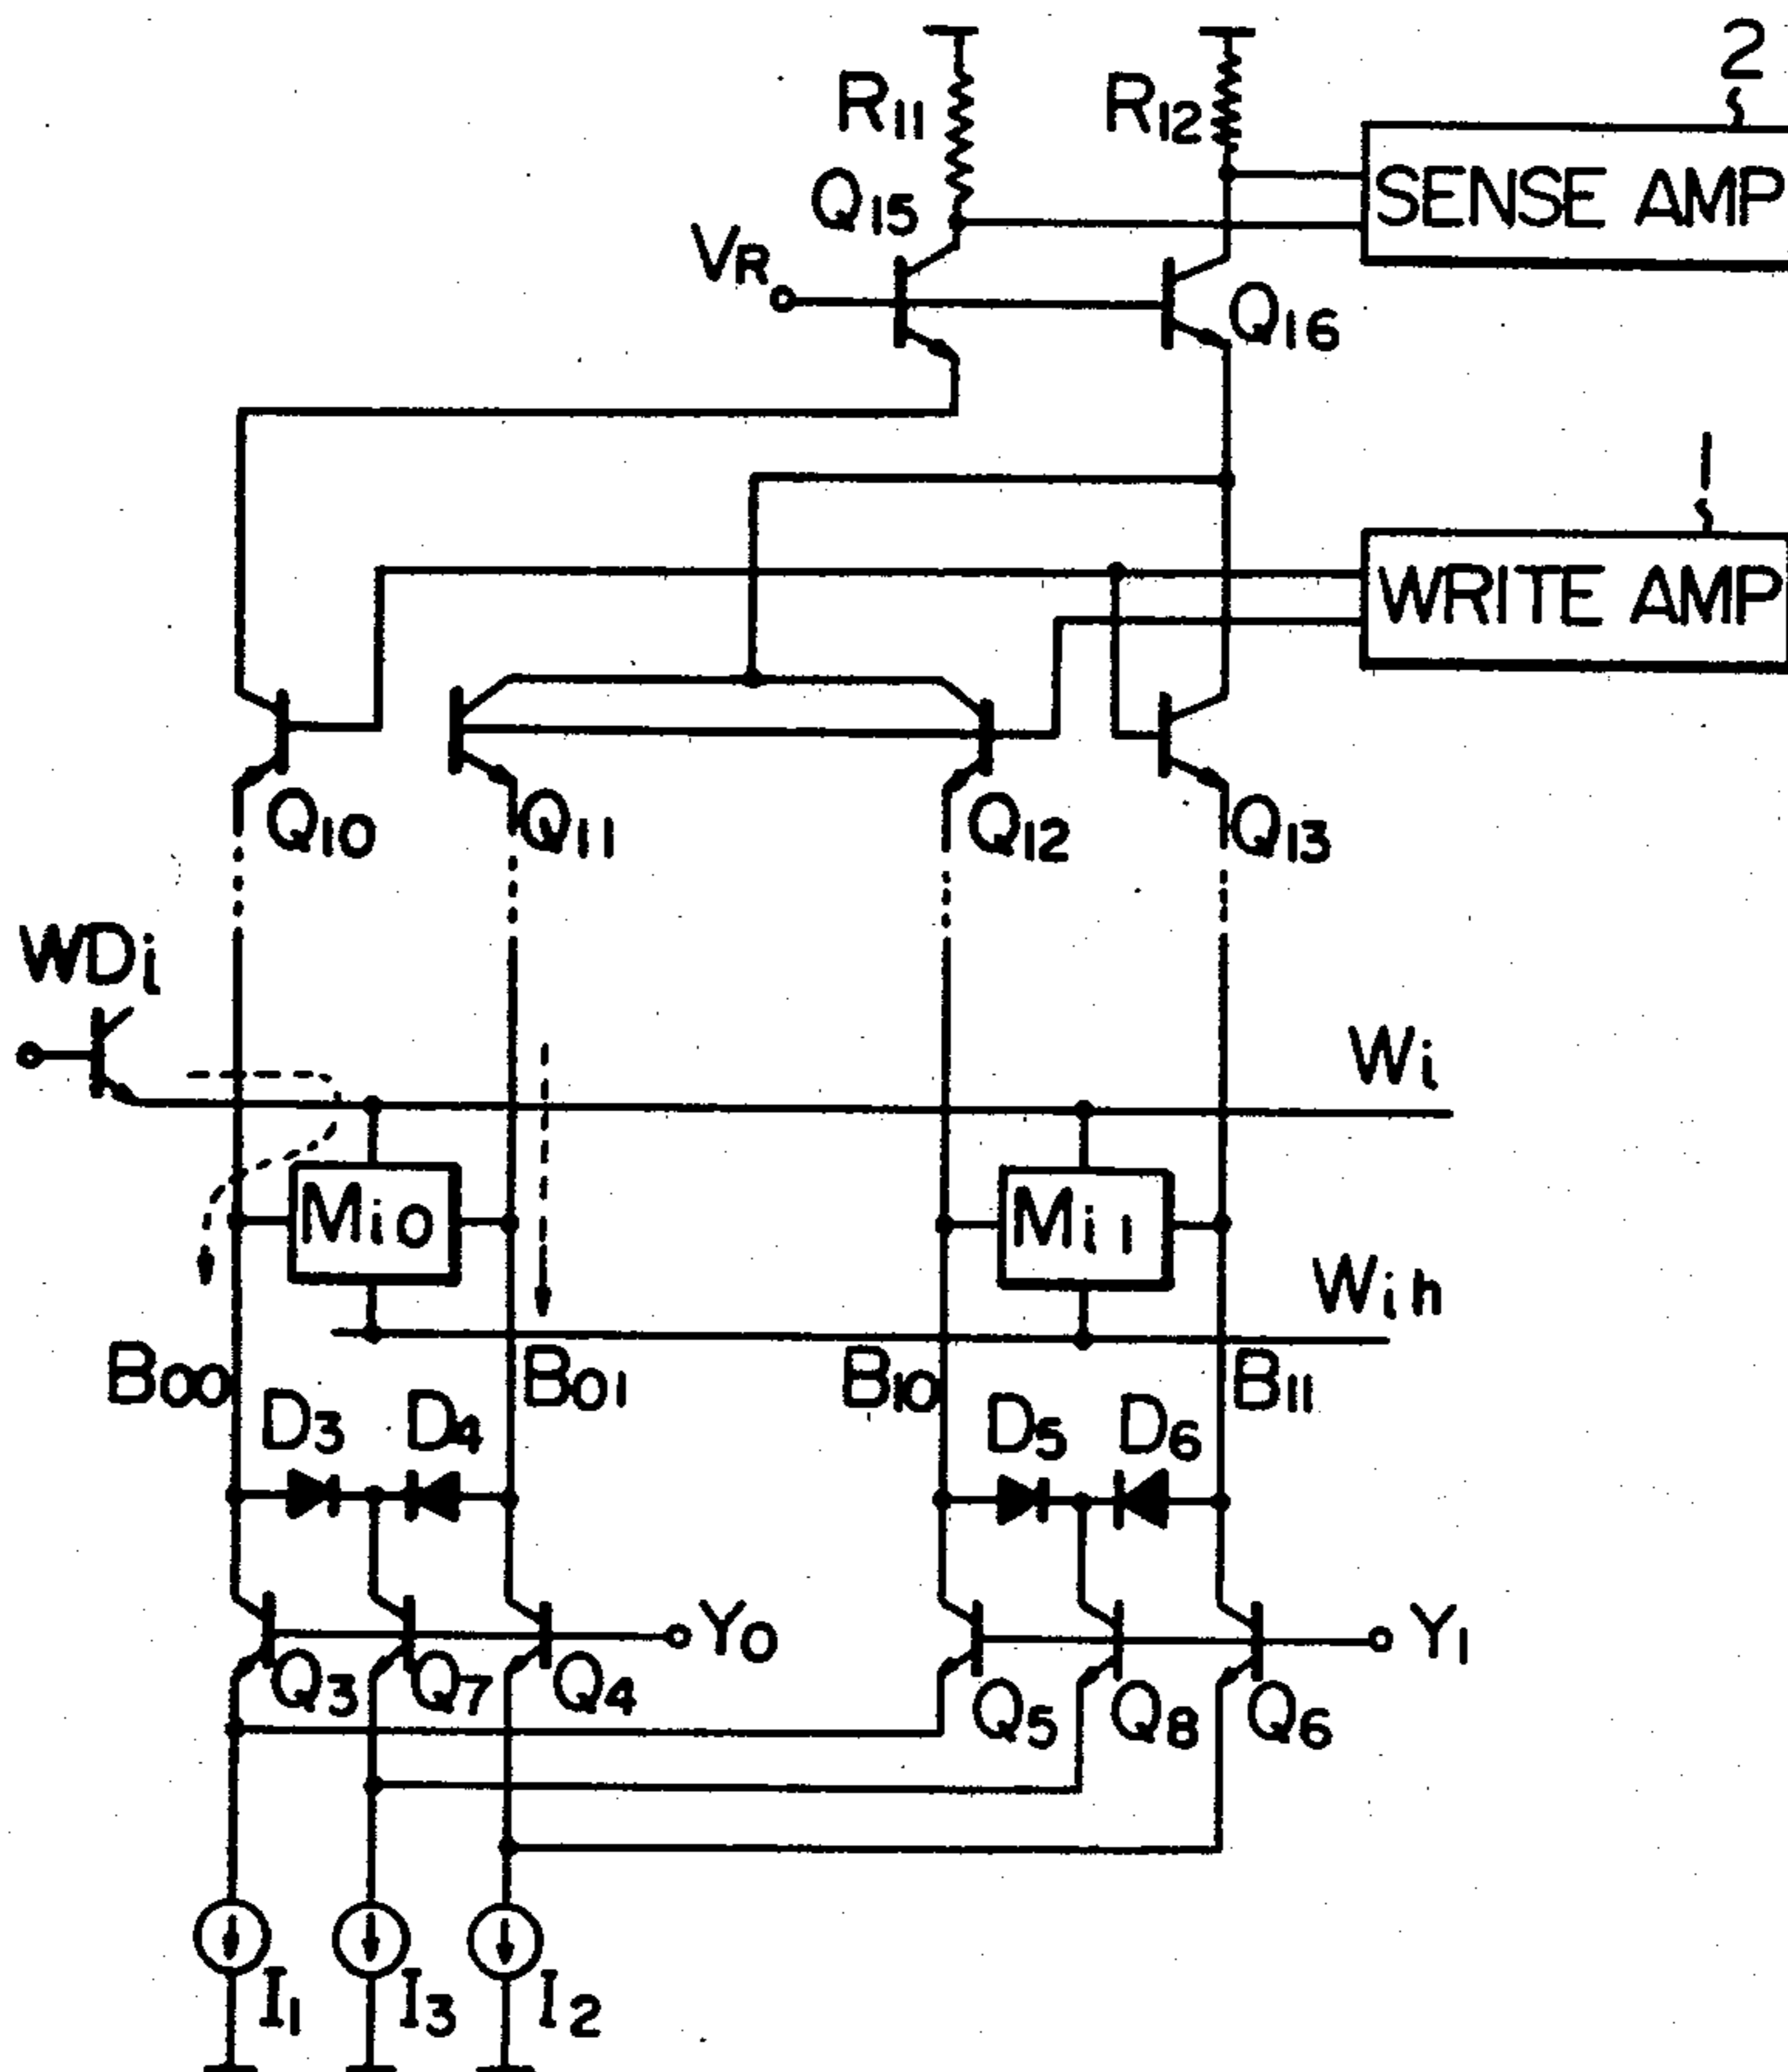 2
R11 R12
SENSE AMP
Q15
VR
Q16
1
WRITE AMP
Q10 Q11 Q12 Q13
WDi
Wi
Mi0 Mi1
Wih
B00 B01 B10 B11
D3 D4 D5 D6
Y0 Y1
Q3 Q7 Q4 Q5 Q8 Q6
I1 I3 I2